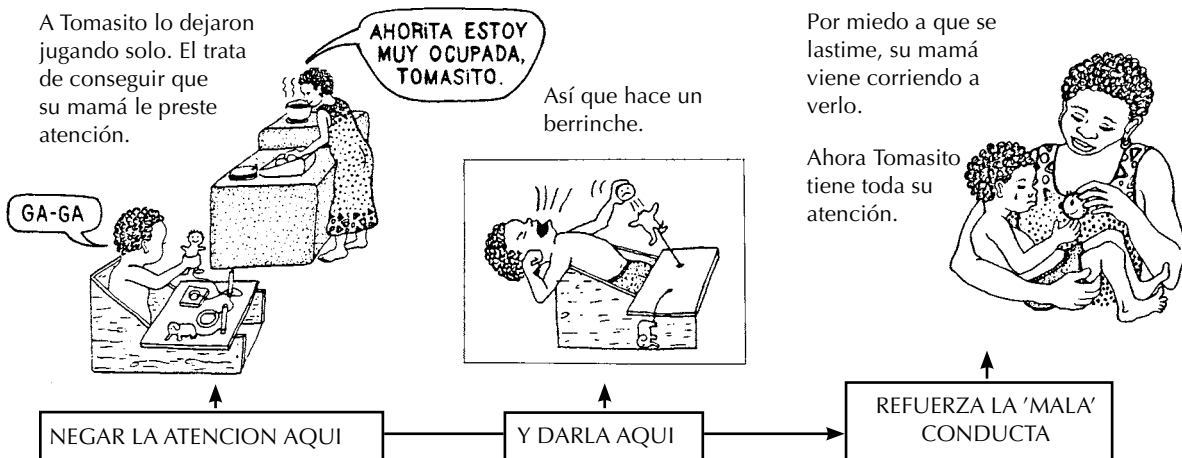 A Tomasito lo dejaron
jugando solo. El trata
de conseguir que
su mamá le preste
atención.
AHORiTA ESTOY
MUY OCUPADA,
TOMASiTO.
GA-GA
Así que hace un
berrinche.
Por miedo a que se
lastime, su mamá
viene corriendo a
verlo.
Ahora Tomasito
tiene toda su
atención.
NEGAR LA ATENCION AQUI
Y DARLA AQUI
REFUERZA LA 'MALA'
CONDUCTA